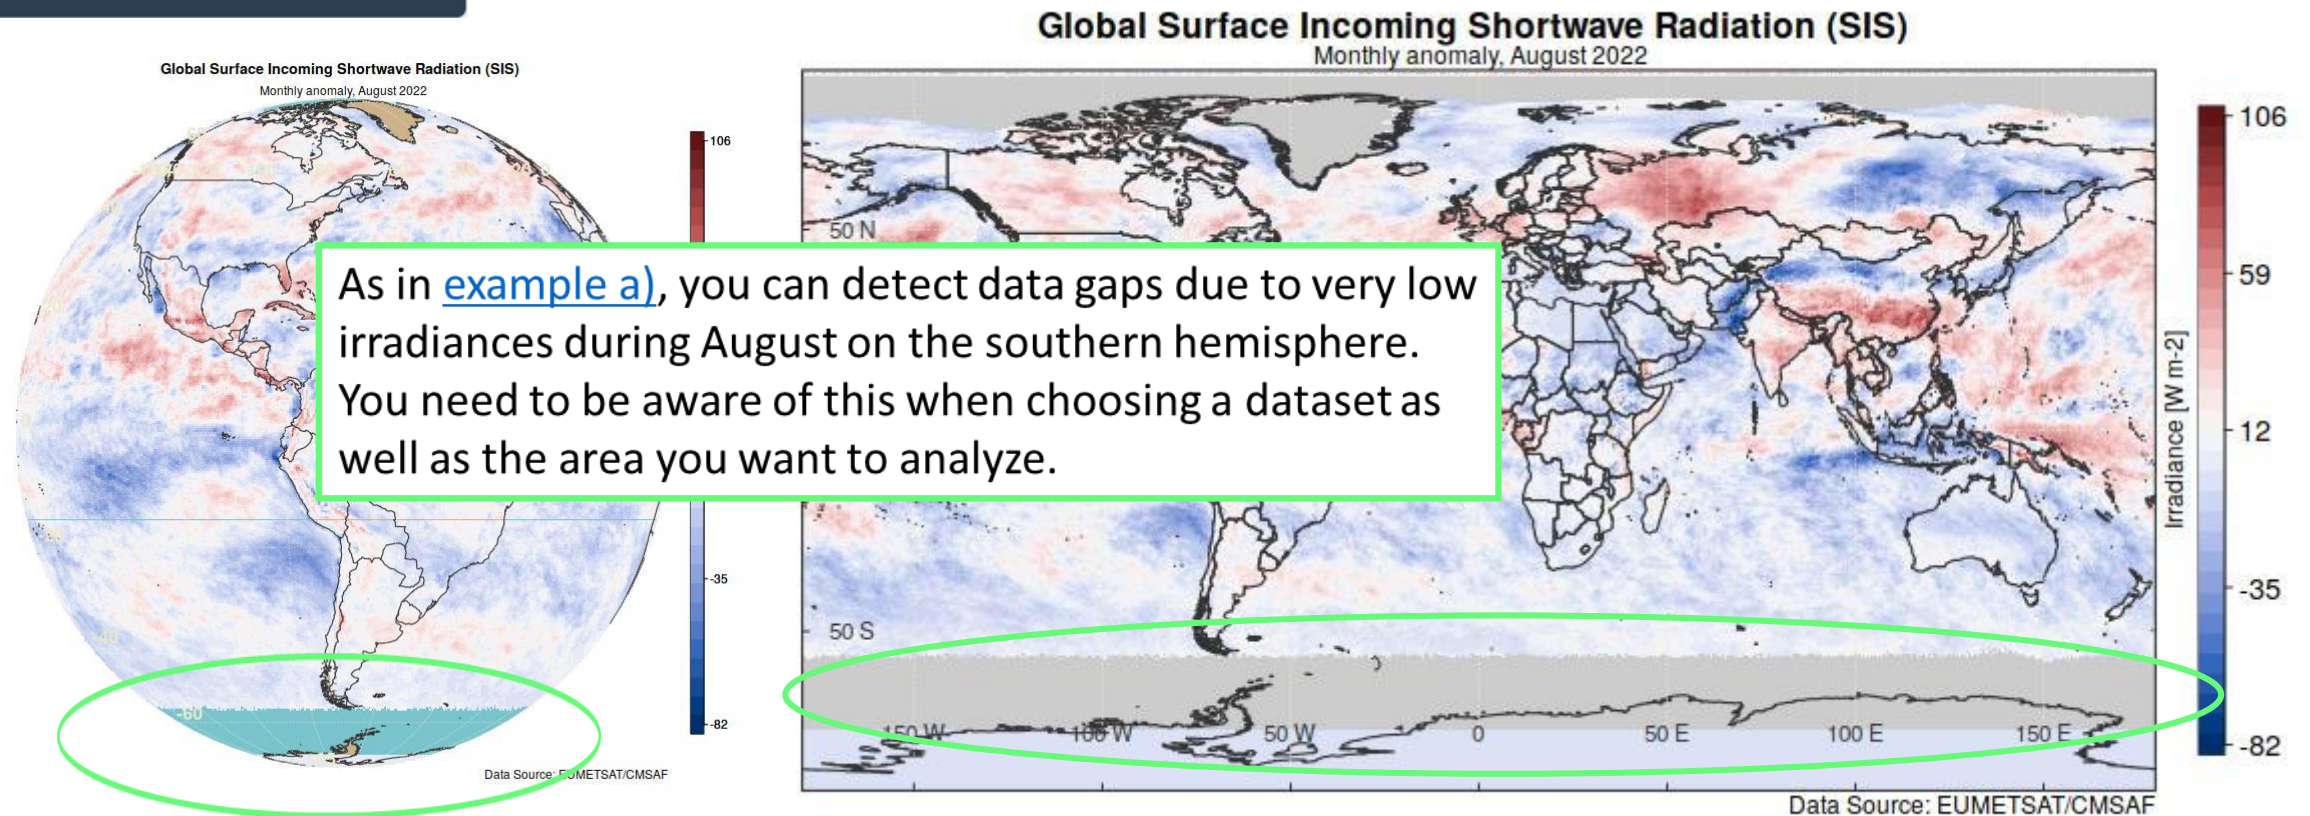 Global Surface Incoming Shortwave Radiation (SIS)
Monthly anomaly, August 2022
106
-35
-82
-60
Data Source: EUMETSAT/CMSAF
Global Surface Incoming Shortwave Radiation (SIS)
Monthly anomaly, August 2022
50 N
50 S
150 W
100 W
50 W
0
50 E
100 E
150 E
106
59
12
-35
-82
Irradiance [W m-2]
Data Source: EUMETSAT/CMSAF
As in example a), you can detect data gaps due to very low
irradiances during August on the southern hemisphere.
You need to be aware of this when choosing a dataset as
well as the area you want to analyze.